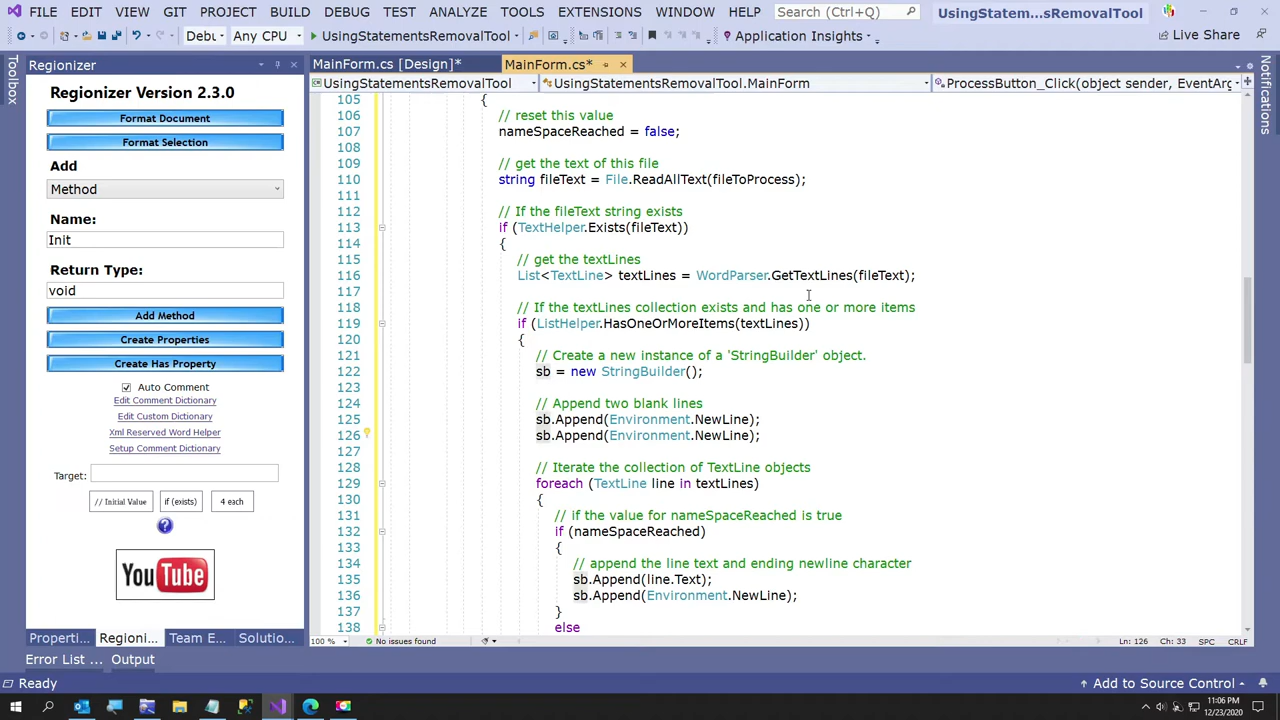 FILE EDIT VIEW GIT PROJECT BUILD DEBUG TEST ANALYZE TOOLS EXTENSIONS WINDOW HELP Search (Ctrl+Q) UsingStatem...sRemovalTool
Debu Any CPU UsingStatementsRemovalTool Application Insights Live Share
Toolbox
Regionizer
Regionizer Version 2.3.0
Format Document
Format Selection
Add
Method
Name:
Init
Return Type:
void
Add Method
Create Properties
Create Has Property
Auto Comment
Edit Comment Dictionary
Edit Custom Dictionary
Xml Reserved Word Helper
Setup Comment Dictionary
Target:
// Initial Value if (exists) 4 each
?
YouTube
Properti... Regioni... Team E... Solutio...
MainForm.cs [Design]* MainForm.cs*
UsingStatementsRemovalTool UsingStatementsRemovalTool.MainForm ProcessButton_Click(object sender, EventArg
105 {
106 // reset this value
107 nameSpaceReached = false;
108
109 // get the text of this file
110 string fileText = File.ReadAllText(fileToProcess);
111
112 // If the fileText string exists
113 if (TextHelper.Exists(fileText))
114 {
115 // get the textLines
116 List<TextLine> textLines = WordParser.GetTextLines(fileText);
117
118 // If the textLines collection exists and has one or more items
119 if (ListHelper.HasOneOrMoreItems(textLines))
120 {
121 // Create a new instance of a 'StringBuilder' object.
122 sb = new StringBuilder();
123
124 // Append two blank lines
125 sb.Append(Environment.NewLine);
126 sb.Append(Environment.NewLine);
127
128 // Iterate the collection of TextLine objects
129 foreach (TextLine line in textLines)
130 {
131 // if the value for nameSpaceReached is true
132 if (nameSpaceReached)
133 {
134 // append the line text and ending newline character
135 sb.Append(line.Text);
136 sb.Append(Environment.NewLine);
137 }
138 else
100 % No issues found Ln: 126 Ch: 33 SPC CRLF
Diagnostic Tools
Error List ... Output
Ready Add to Source Control
11:06 PM
12/23/2020